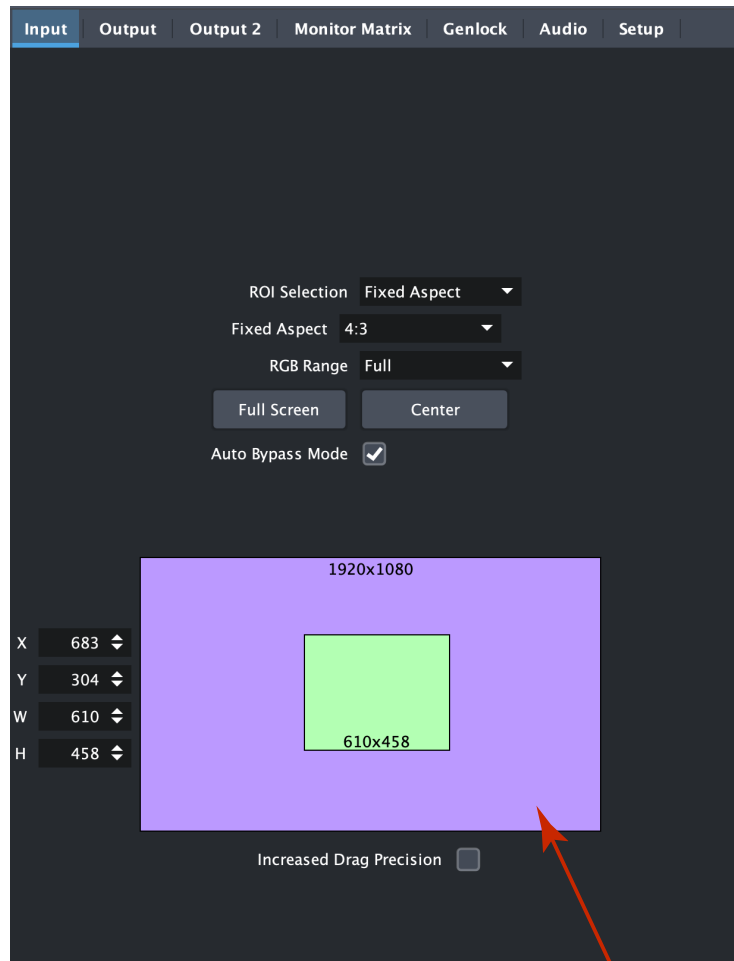 Input Output Output 2 Monitor Matrix Genlock Audio Setup
ROI Selection Fixed Aspect
Fixed Aspect 4:3
RGB Range Full
Full Screen Center
Auto Bypass Mode
1920x1080
X 683
Y 304
W 610
H 458
610x458
Increased Drag Precision